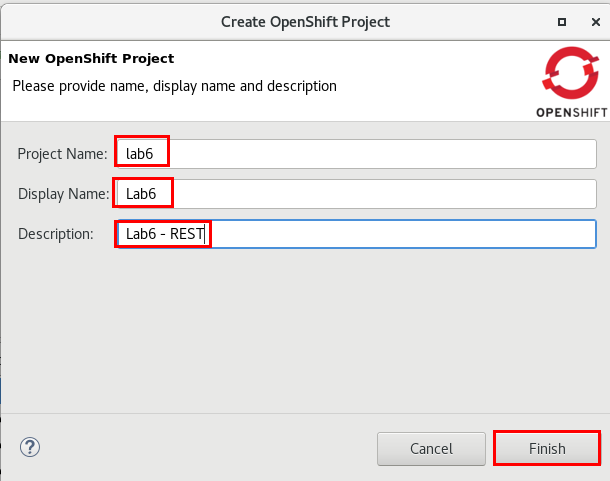 Create OpenShift Project
New OpenShift Project
Please provide name, display name and description
OPENSHIFT
Project Name: lab6
Display Name: Lab6
Description: Lab6 - REST
? Cancel Finish